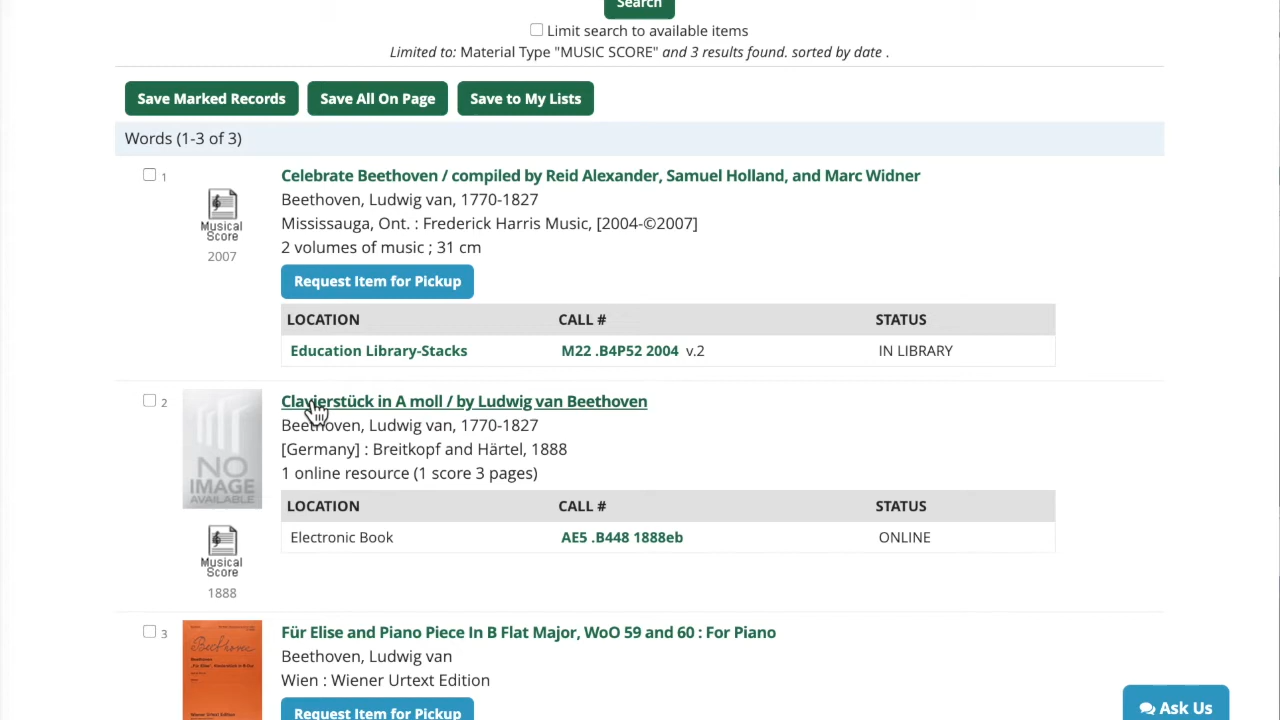 Search
Limit search to available items
Limited to: Material Type "MUSIC SCORE" and 3 results found. sorted by date .
Save Marked Records Save All On Page Save to My Lists
Words (1-3 of 3)
1
Musical
Score
2007
Celebrate Beethoven / compiled by Reid Alexander, Samuel Holland, and Marc Widner
Beethoven, Ludwig van, 1770-1827
Mississauga, Ont. : Frederick Harris Music, [2004-©2007]
2 volumes of music ; 31 cm
Request Item for Pickup
LOCATION CALL # STATUS
Education Library-Stacks M22 .B4P52 2004 v.2 IN LIBRARY
2
NO
IMAGE
AVAILABLE
Musical
Score
1888
Clavierstück in A moll / by Ludwig van Beethoven
Beethoven, Ludwig van, 1770-1827
[Germany] : Breitkopf and Härtel, 1888
1 online resource (1 score 3 pages)
LOCATION CALL # STATUS
Electronic Book AE5 .B448 1888eb ONLINE
3
Beethoven
Wiener Urtext Edition
Für Elise and Piano Piece In B Flat Major, WoO 59 and 60 : For Piano
Beethoven, Ludwig van
Wien : Wiener Urtext Edition
Request Item for Pickup
Ask Us